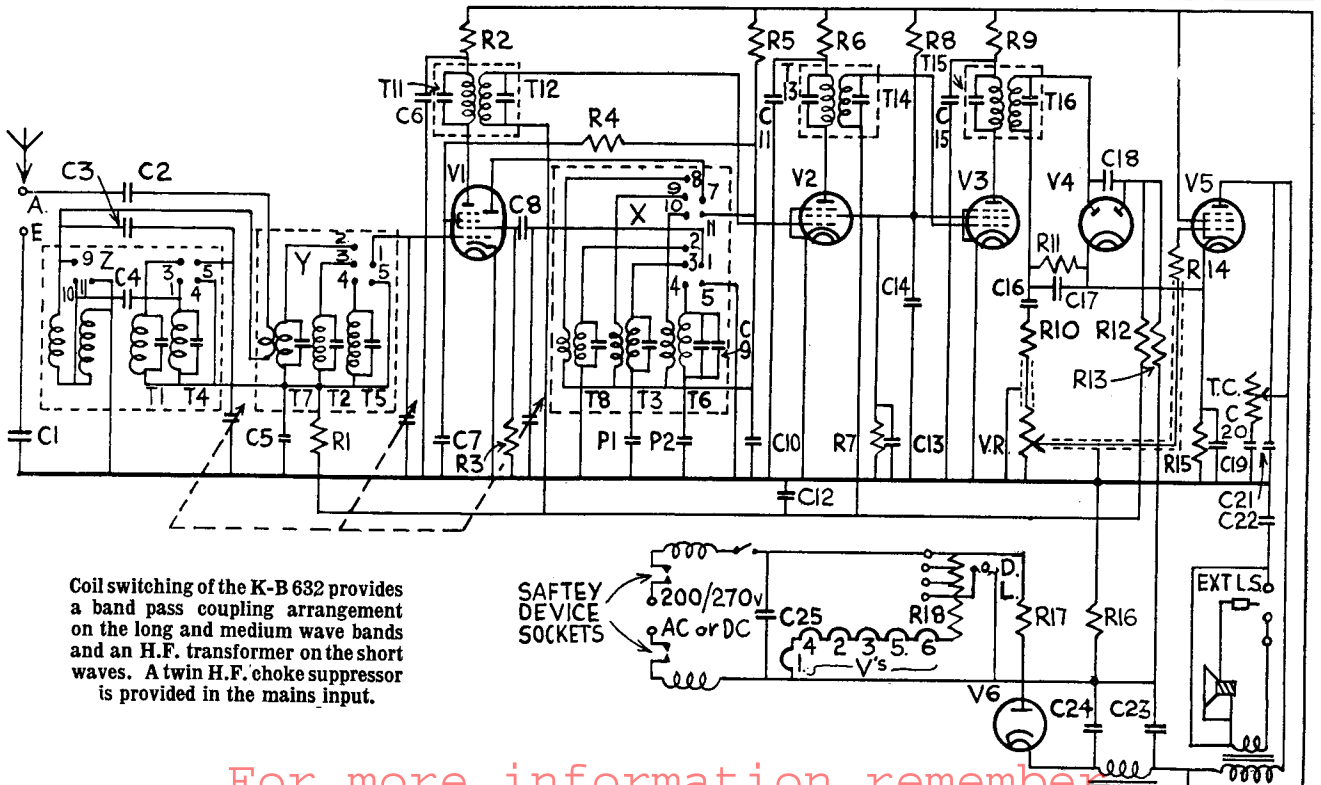 R2
R5
R6
R8
R9
T11
C6
T12
T13
C11
T14
T15
C15
T16
R4
C3
C2
V1
C8
V2
V3
V4
C18
V5
A.
E
9 Z
10 11
C4
3 5
1 4
Y
2
3 1
4 5
8
9 7
10
X 11
2
3 1
4 5
R11
C16
C17
R14
C14
R10
R12
R13
T.C.
C9
T1 T4
T7 T2 T5
T8 T3 T6
C1
C5
R1
C7
R3
P1
P2
C10
R7
C13
V.R.
R15
C20
C19
C21
C22
C12
Coil switching of the K-B 632 provides
a band pass coupling arrangement
on the long and medium wave bands
and an H.F. transformer on the short
waves. A twin H.F. choke suppressor
is provided in the mains input.
SAFTEY
DEVICE
SOCKETS
200/270v
AC or DC
C25
R18
D.
L.
R17
R16
4 2 3 5. 6
1.
V's
V6
C24
C23
EXT L.S.
For more information remember